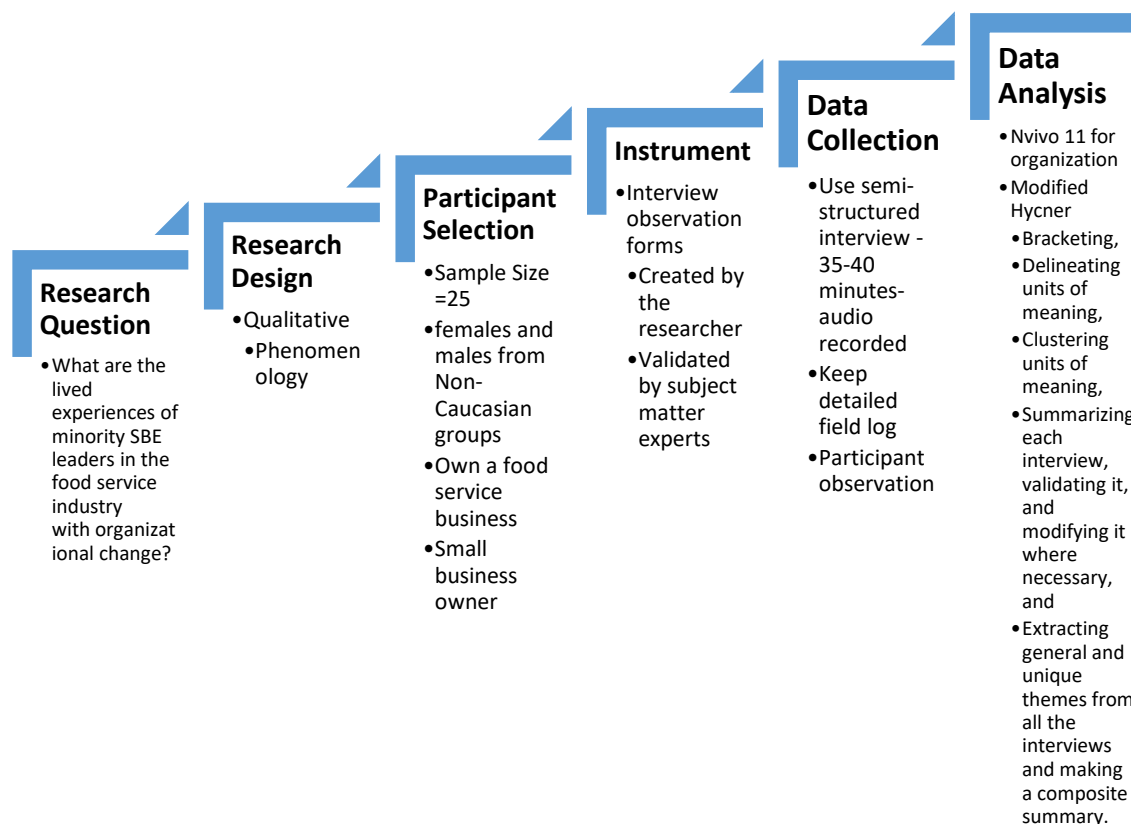 Research
Question
•What are the
lived
experiences of
minority SBE
leaders in the
food service
industry
with organizat
ional change?
Research
Design
•Qualitative
•Phenomen
ology
Participant
Selection
•Sample Size
=25
•females and
males from
Non-
Caucasian
groups
•Own a food
service
business
•Small
business
owner
Instrument
•Interview
observation
forms
•Created by
the
researcher
•Validated
by subject
matter
experts
Data
Collection
•Use semi-
structured
interview -
35-40
minutes-
audio
recorded
•Keep
detailed
field log
•Participant
observation
Data
Analysis
•Nvivo 11 for
organization
•Modified
Hycner
•Bracketing,
•Delineating
units of
meaning,
•Clustering
units of
meaning,
•Summarizing
each
interview,
validating it,
and
modifying it
where
necessary,
and
•Extracting
general and
unique
themes from
all the
interviews
and making
a composite
summary.